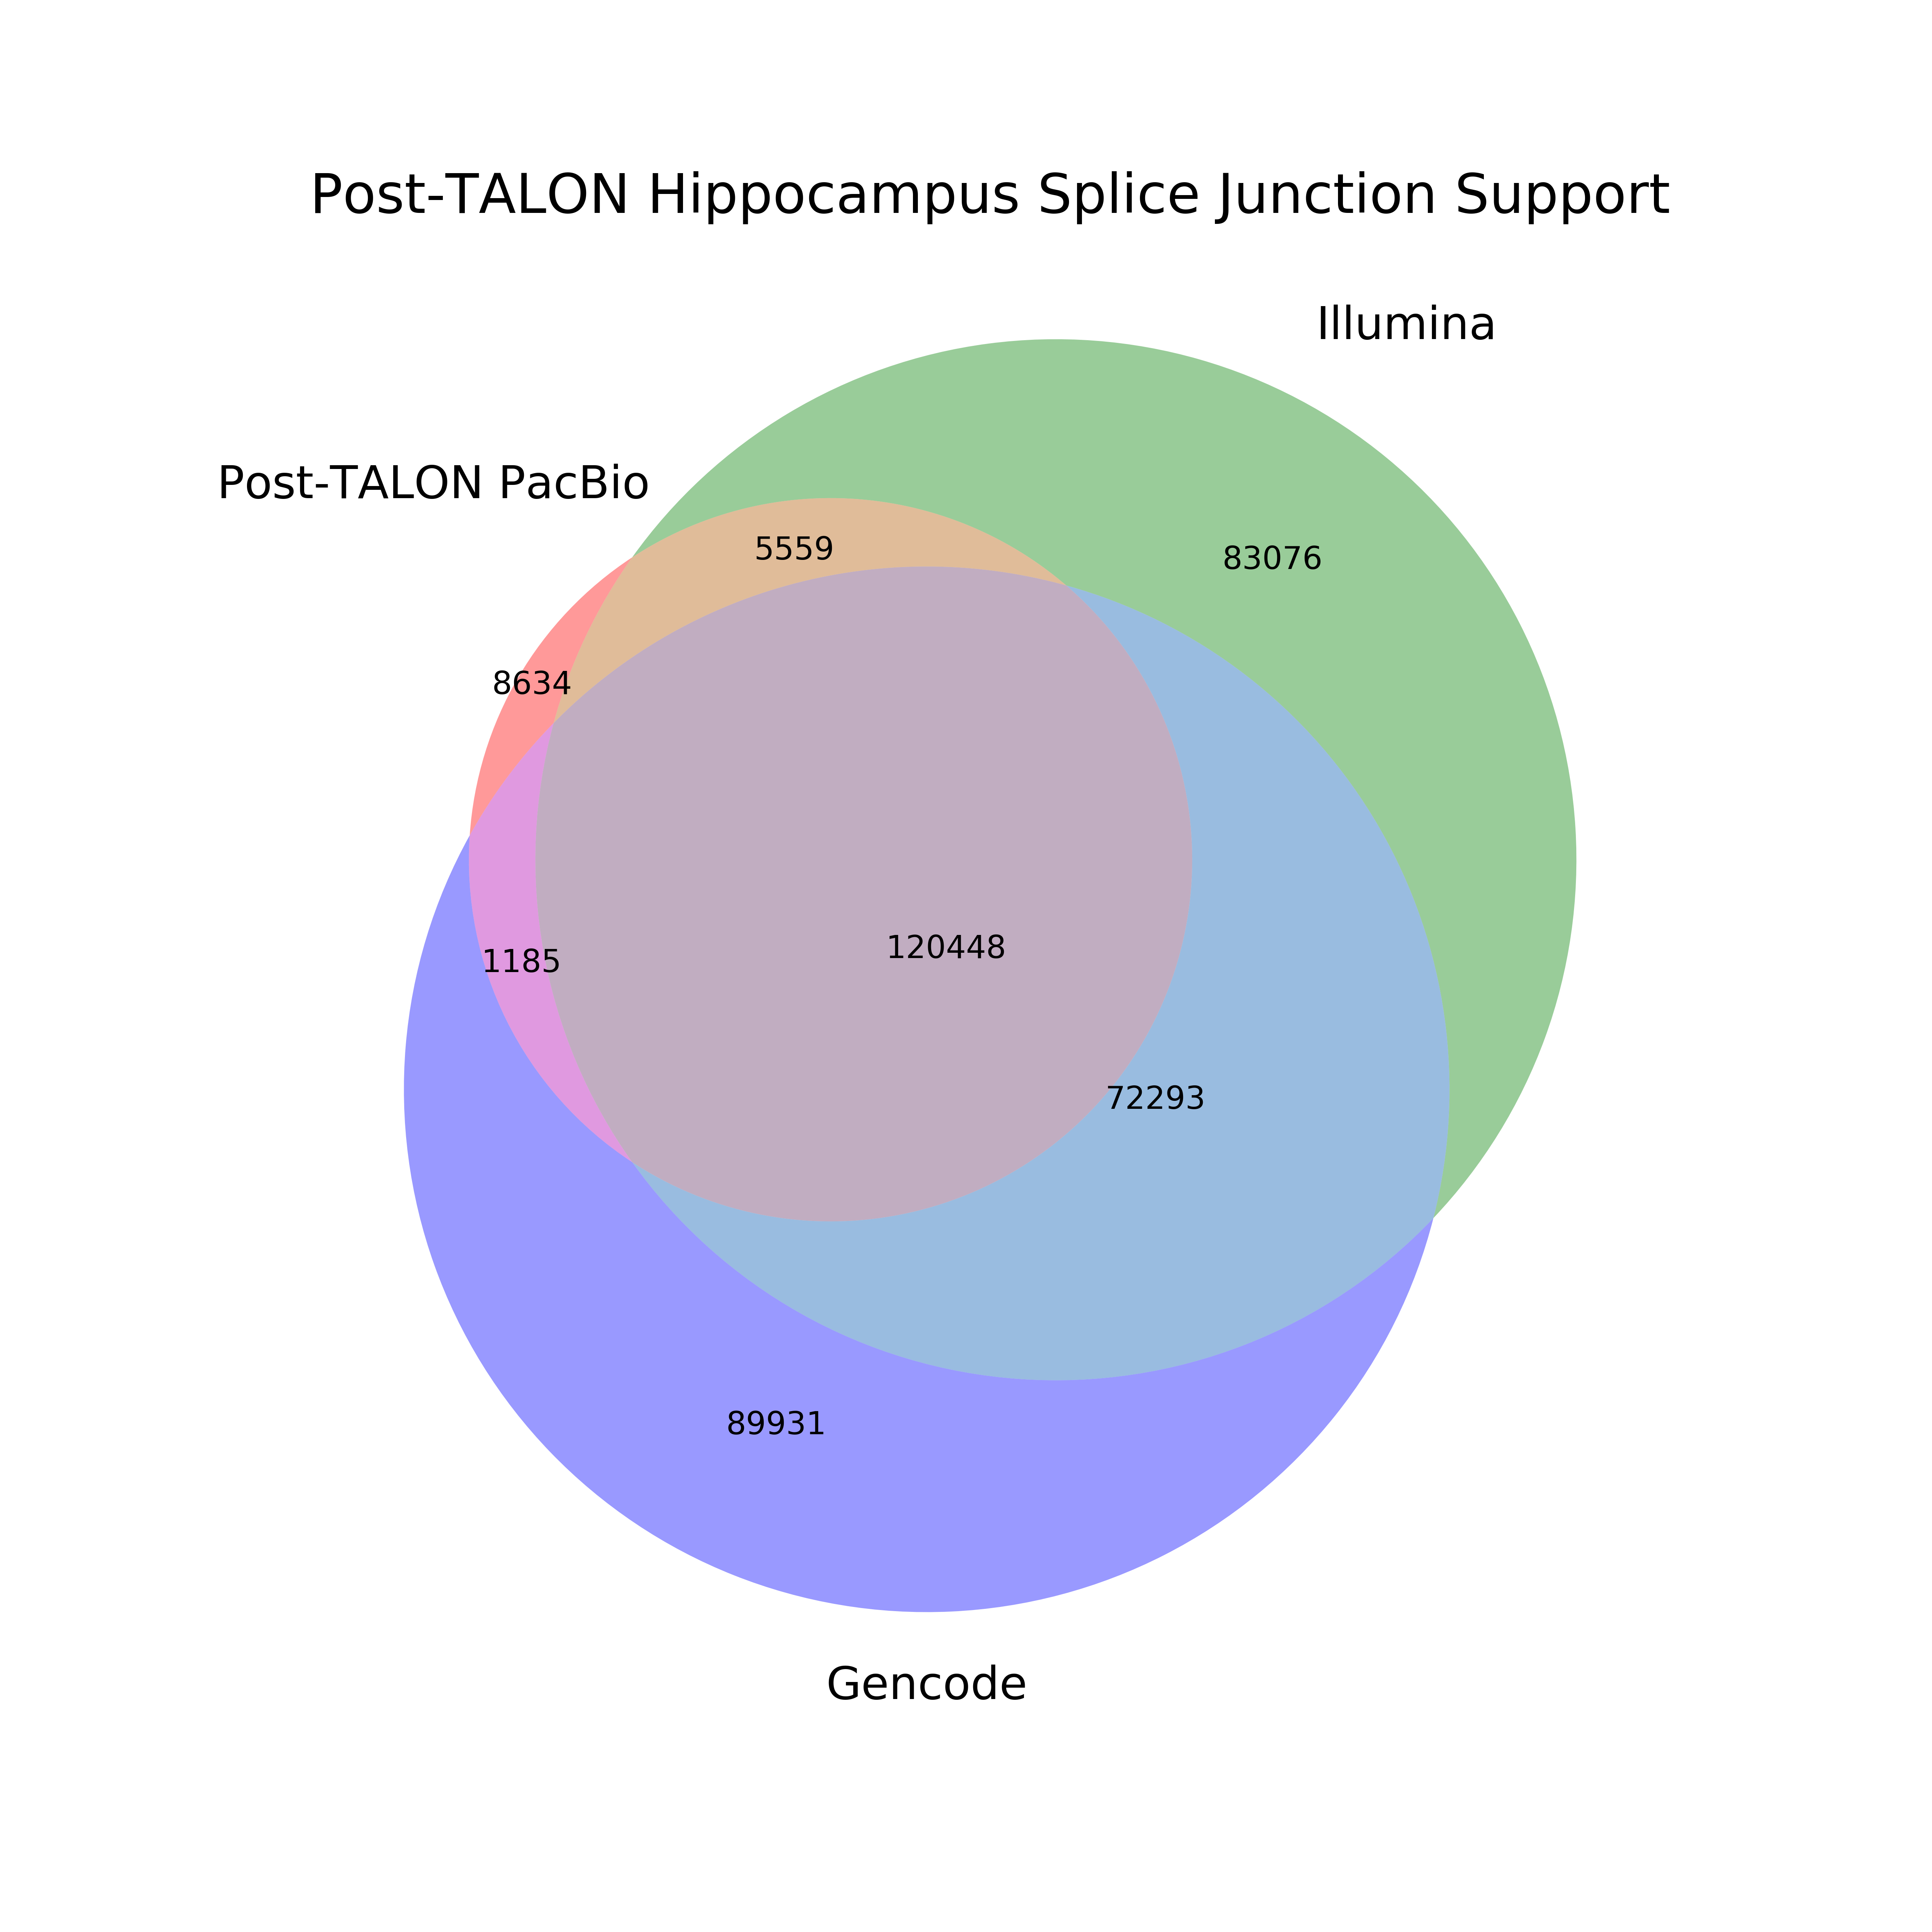 Post-TALON Hippocampus Splice Junction Support
Illumina
Post-TALON PacBio
5559
83076
8634
120448
1185
72293
89931
Gencode